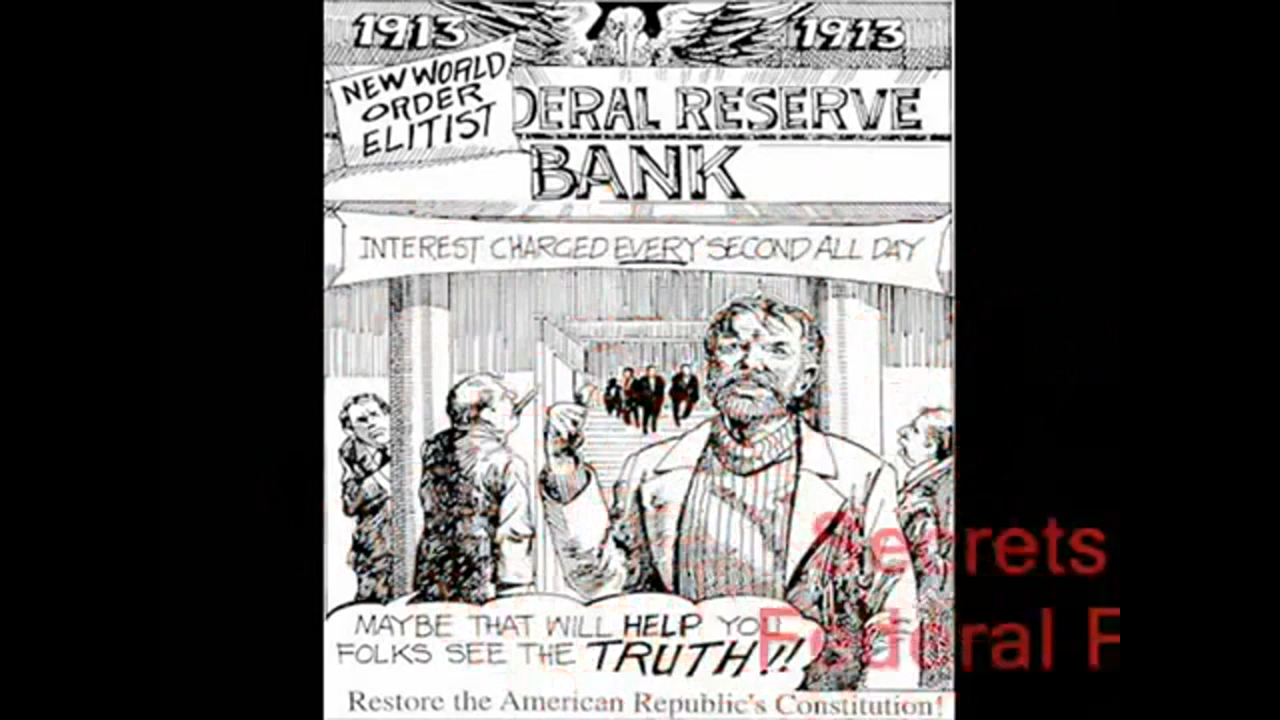 1913 1913
NEW WORLD
ORDER
ELITIST
DERAL RESERVE
BANK
INTEREST CHARGED EVERY SECOND ALL DAY
MAYBE THAT WILL HELP YOU
FOLKS SEE THE TRUTH!!
Restore the American Republic's Constitution!
Secrets
Federal F